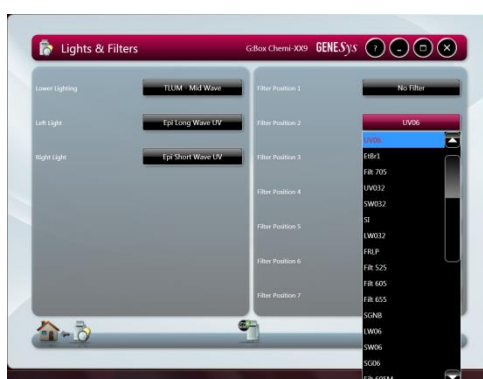 Lights & Filters
G:Box Chemi-XX9 GENESys ?
Lower Lighting
TLUM - Mid Wave
Left Light
Epi Long Wave UV
Right Light
Epi Short Wave UV
Filter Position 1
No Filter
Filter Position 2
UV06
Filter Position 3
Filter Position 4
Filter Position 5
Filter Position 6
Filter Position 7
UV06
EtBr1
Filt 705
UV032
SW032
SI
LW032
FRLP
Filt 525
Filt 605
Filt 655
SGNB
LW06
SW06
SG06
Filt 605M